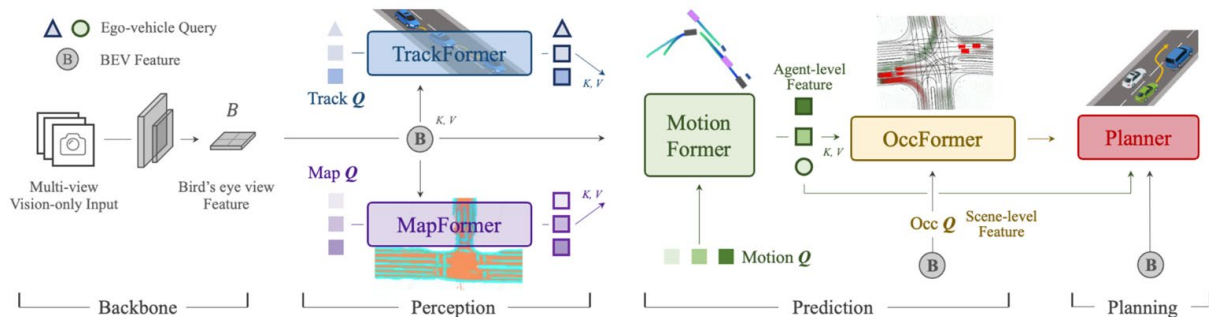 Ego-vehicle Query
B
BEV Feature
B
Multi-view
Vision-only Input
Bird's eye view
Feature
Backbone
TrackFormer
Track Q
K, V
K, V
B
Map Q
K, V
MapFormer
Perception
Motion
Former
Agent-level
Feature
K, V
OccFormer
Planner
Occ Q
Scene-level
Feature
Motion Q
B
B
Prediction
Planning